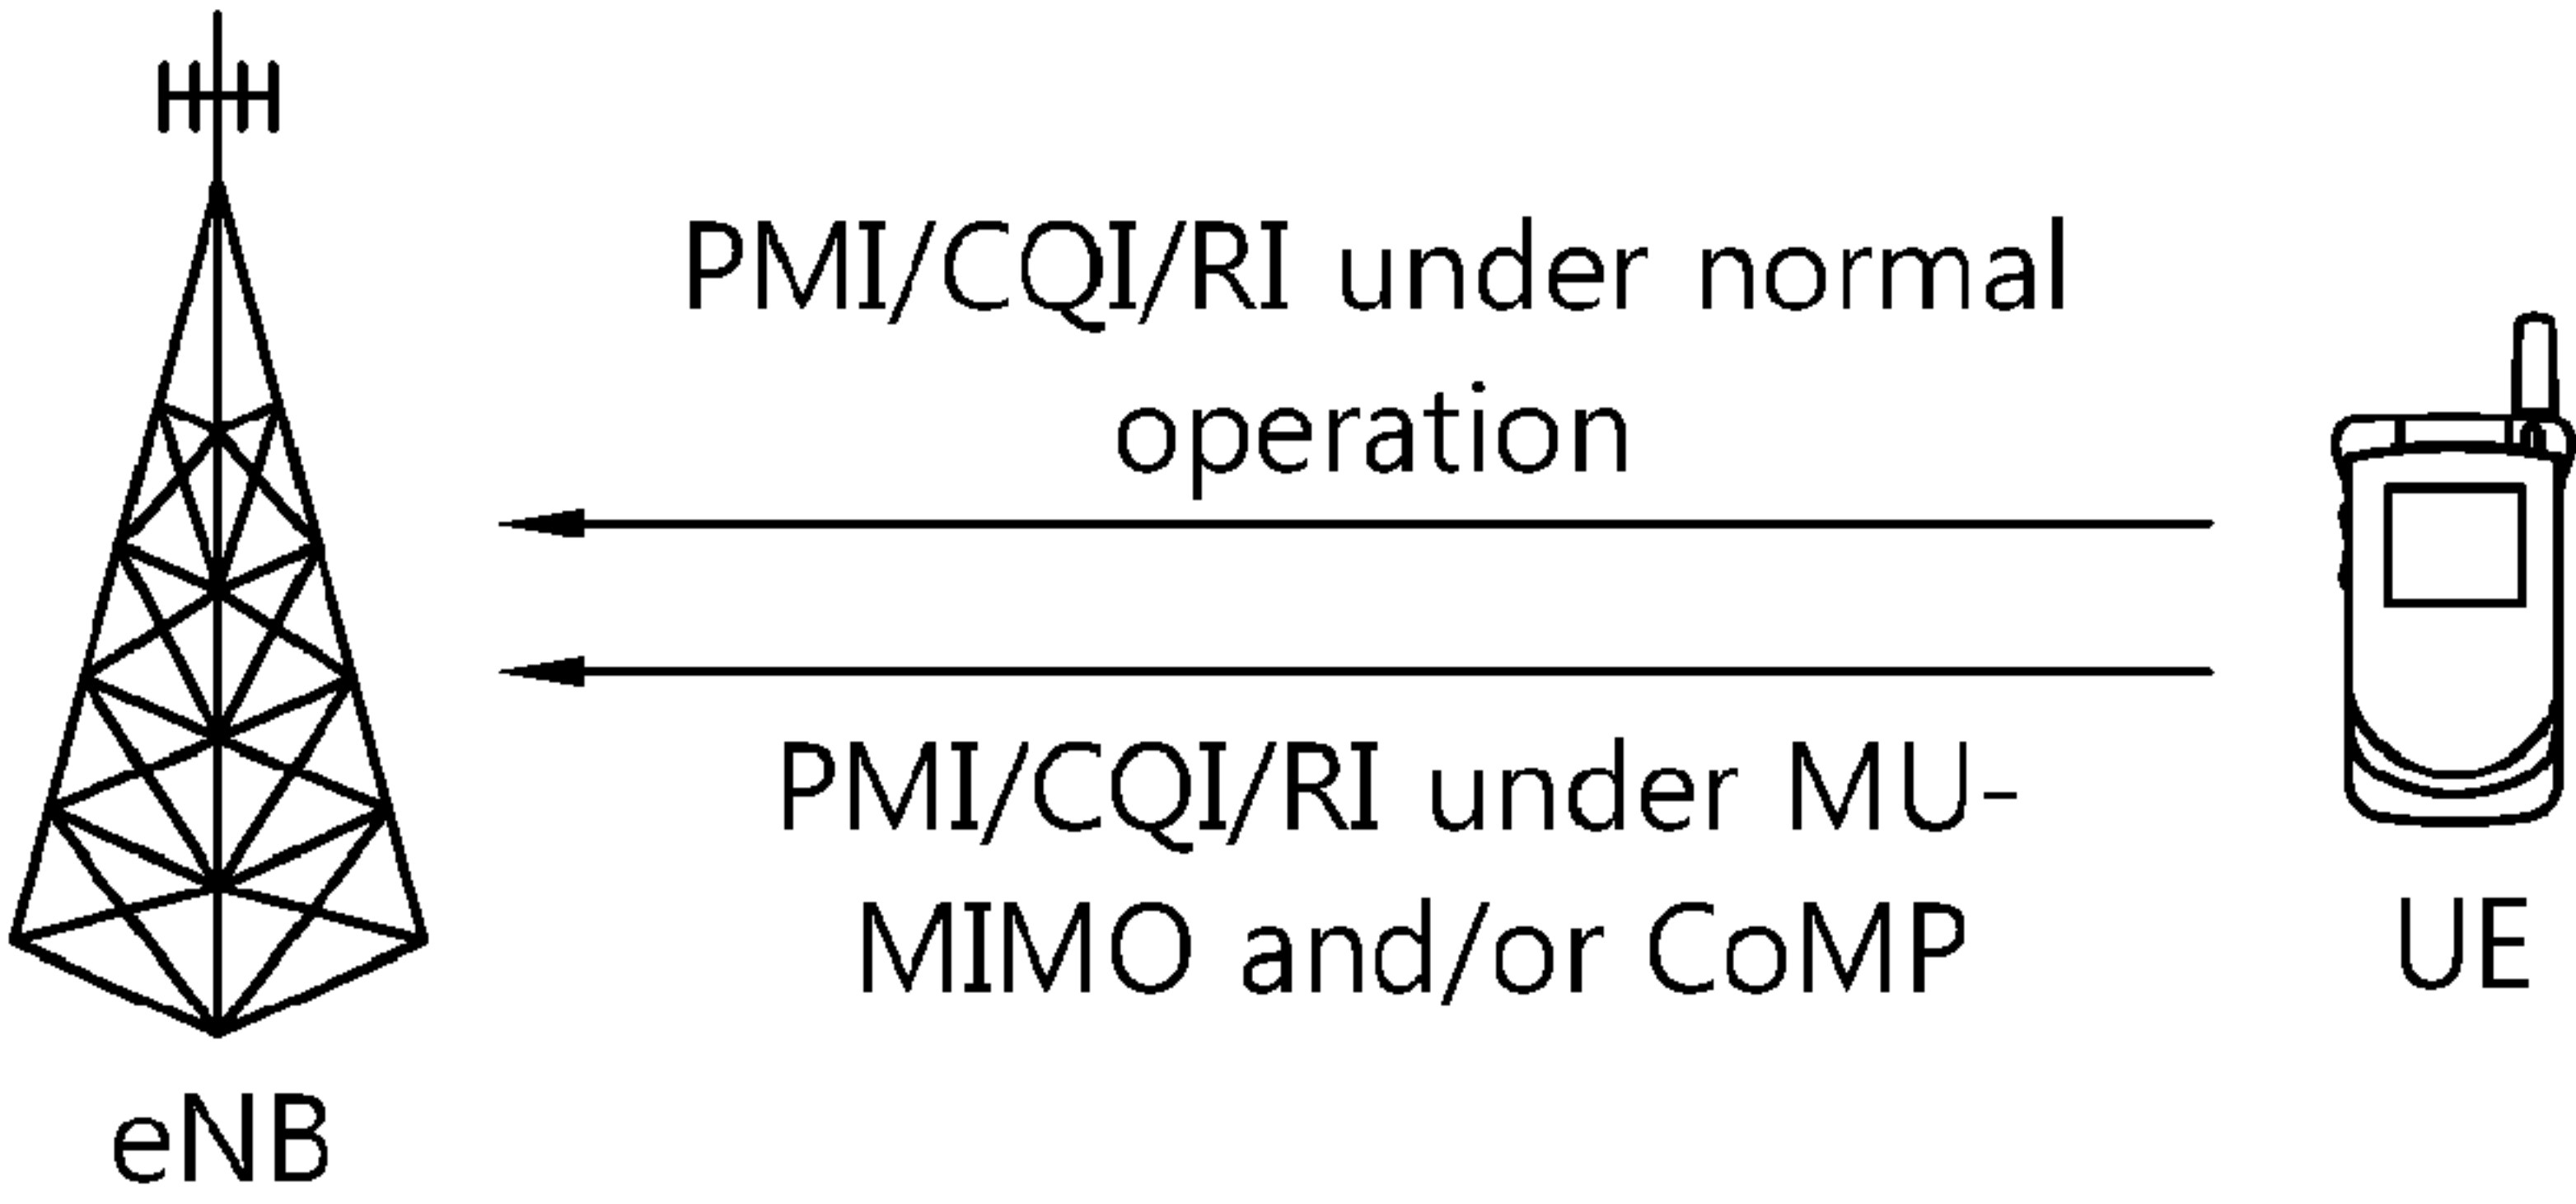 PMI/CQI/RI under normal
operation
PMI/CQI/RI under MU-
MIMO and/or CoMP
UE
eNB